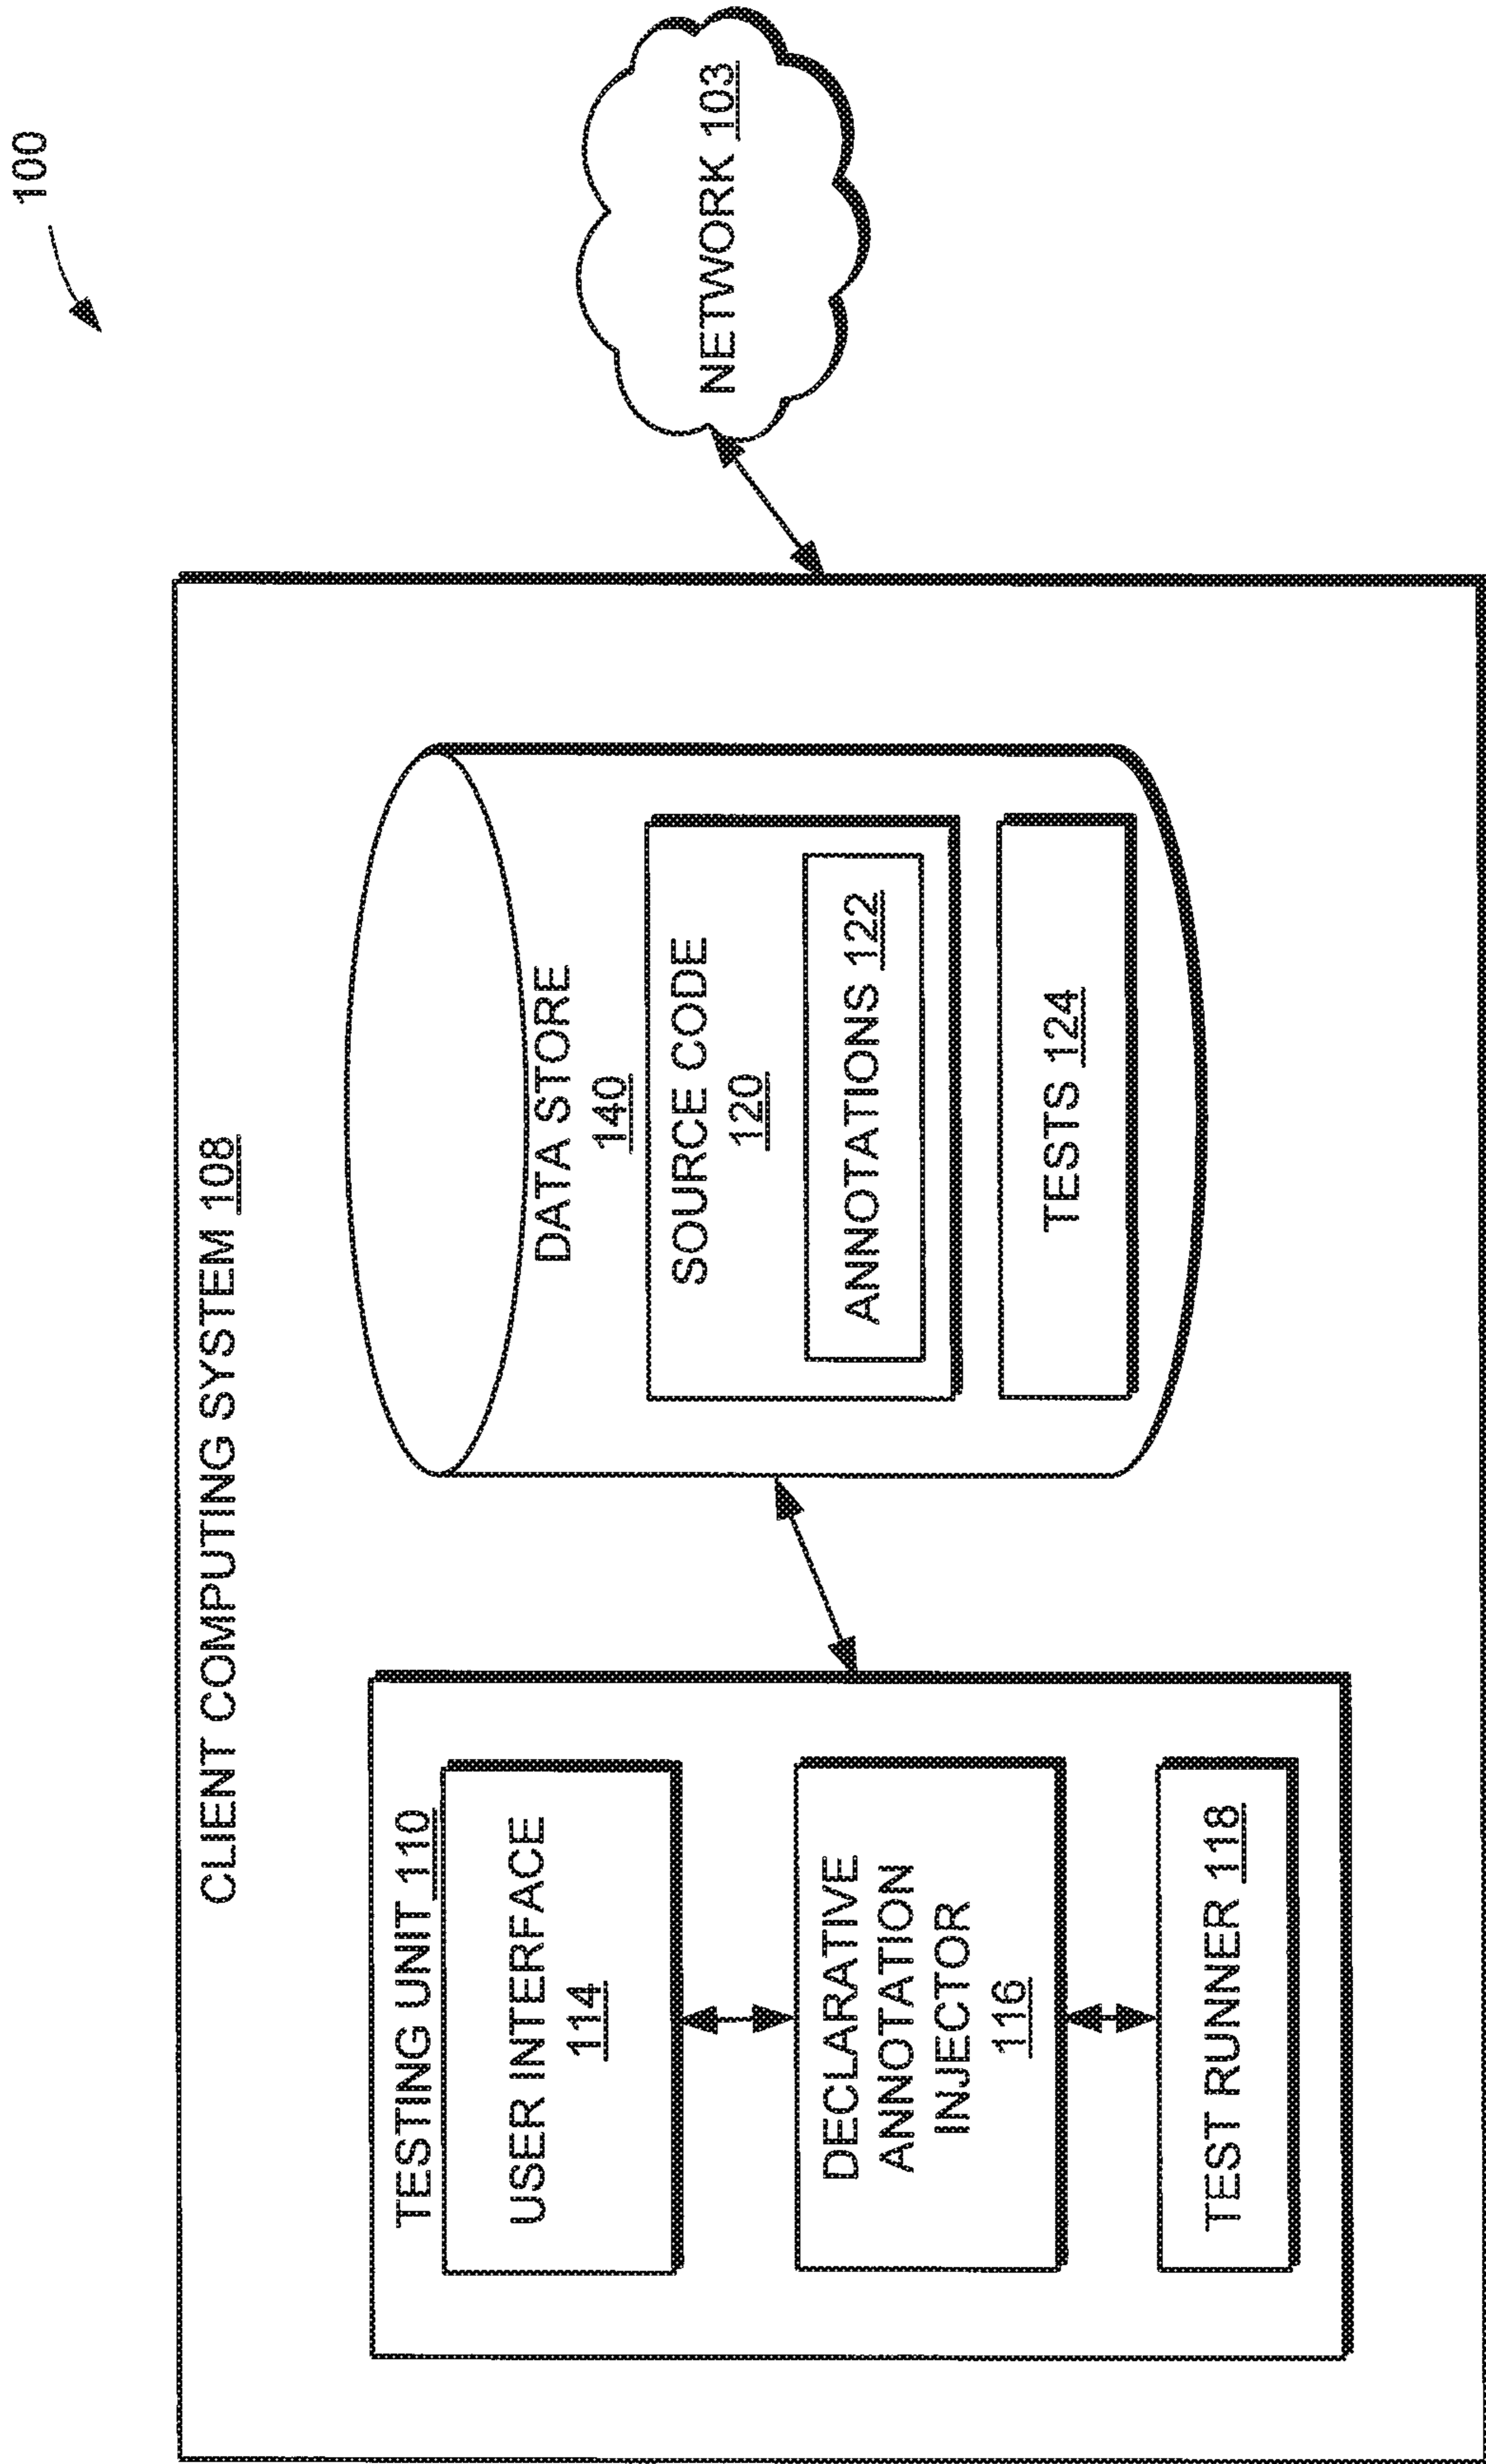 100
CLIENT COMPUTING SYSTEM 108
TESTING UNIT 110
USER INTERFACE
114
DECLARATIVE
ANNOTATION
INJECTOR
116
TEST RUNNER 118
DATA STORE
140
SOURCE CODE
120
ANNOTATIONS 122
TESTS 124
NETWORK 103